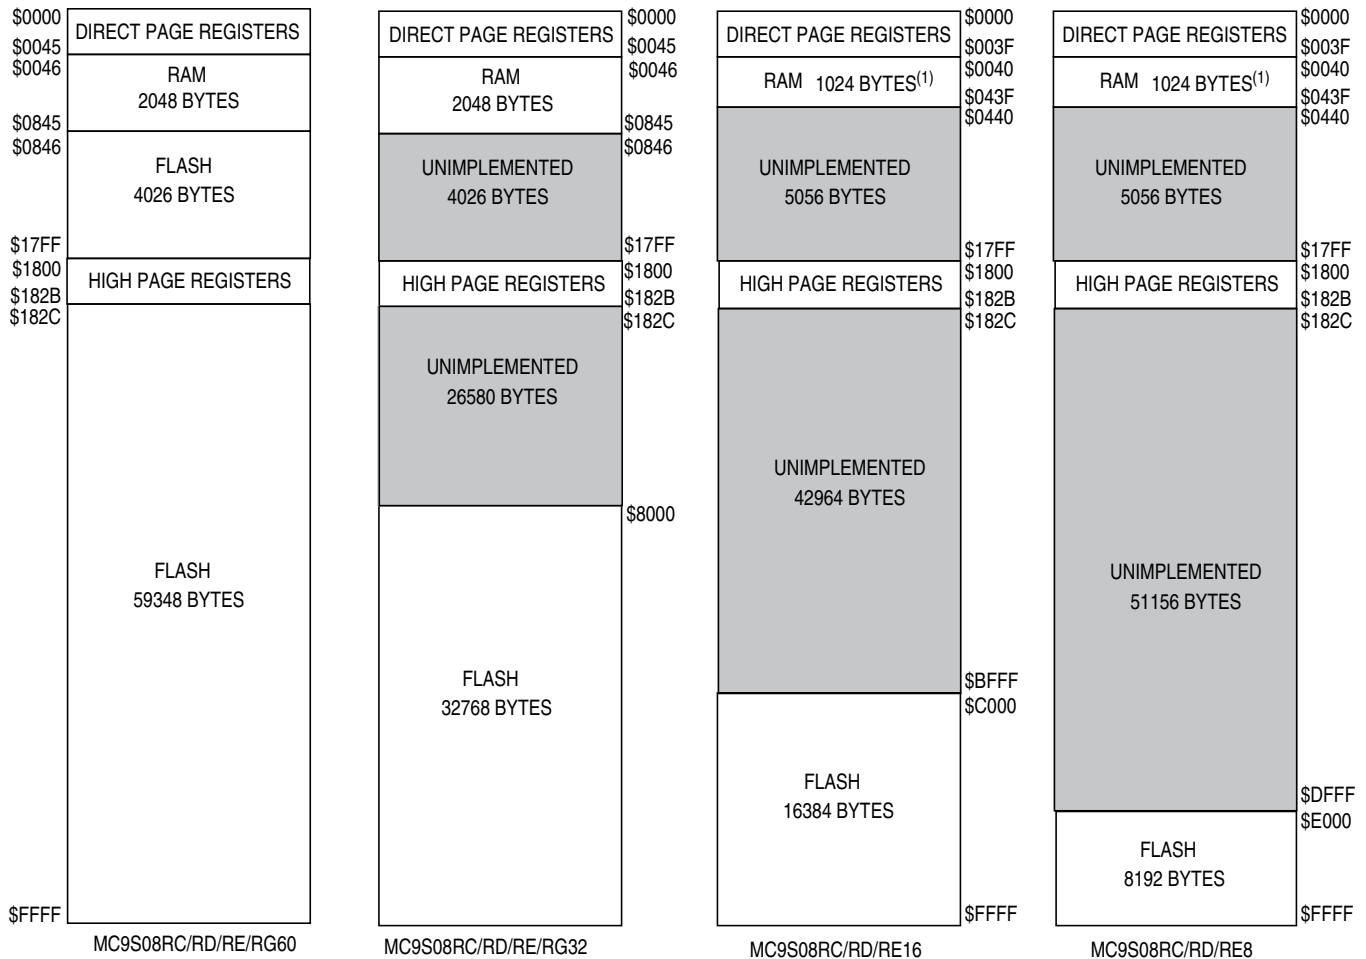 $0000
DIRECT PAGE REGISTERS
$0045
$0046
RAM
2048 BYTES
$0845
$0846
FLASH
4026 BYTES
$17FF
$1800
HIGH PAGE REGISTERS
$182B
$182C
FLASH
59348 BYTES
$FFFF
MC9S08RC/RD/RE/RG60
$0000
DIRECT PAGE REGISTERS
$0045
$0046
RAM
2048 BYTES
$0845
$0846
UNIMPLEMENTED
4026 BYTES
$17FF
$1800
HIGH PAGE REGISTERS
$182B
$182C
UNIMPLEMENTED
26580 BYTES
$8000
FLASH
32768 BYTES
MC9S08RC/RD/RE/RG32
$0000
DIRECT PAGE REGISTERS
$003F
$0040
RAM 1024 BYTES(1)
$043F
$0440
UNIMPLEMENTED
5056 BYTES
$17FF
$1800
HIGH PAGE REGISTERS
$182B
$182C
UNIMPLEMENTED
42964 BYTES
$BFFF
$C000
FLASH
16384 BYTES
$FFFF
MC9S08RC/RD/RE16
$0000
DIRECT PAGE REGISTERS
$003F
$0040
RAM 1024 BYTES(1)
$043F
$0440
UNIMPLEMENTED
5056 BYTES
$17FF
$1800
HIGH PAGE REGISTERS
$182B
$182C
UNIMPLEMENTED
51156 BYTES
$DFFF
$E000
FLASH
8192 BYTES
$FFFF
MC9S08RC/RD/RE8